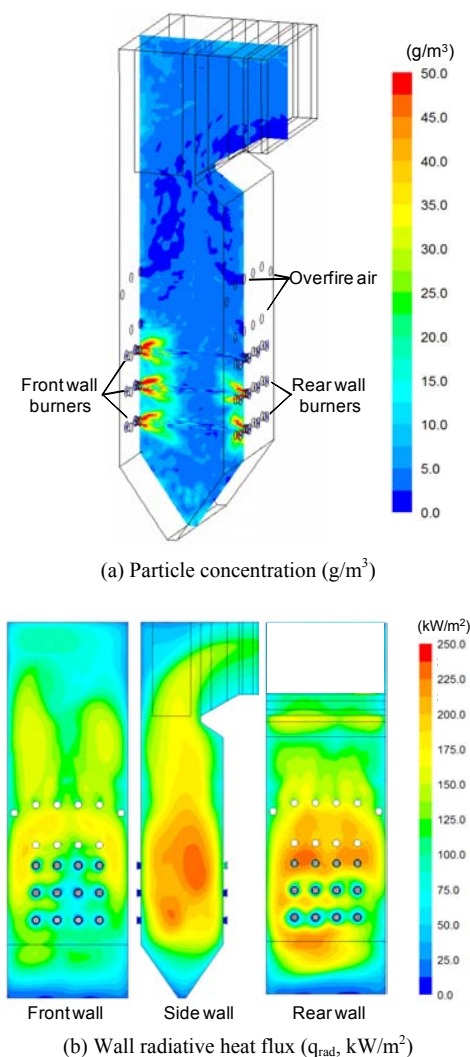 (g/m³)
50.0
45.0
40.0
35.0
30.0
25.0
20.0
15.0
10.0
5.0
0.0
Overfire air
Front wall
burners
Rear wall
burners
(a) Particle concentration (g/m³)
(kW/m²)
250.0
225.0
200.0
175.0
150.0
125.0
100.0
75.0
50.0
25.0
0.0
Front wall
Side wall
Rear wall
(b) Wall radiative heat flux (qrad, kW/m²)